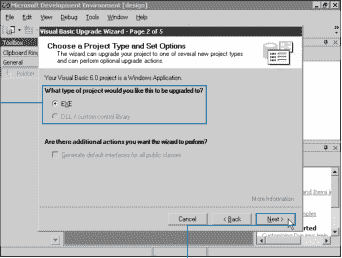 Microsoft Development Environment [design]
File Edit View Debug Tools Window Help
Toolbox
Clipboard Ring
General
Pointer
Visual Basic Upgrade Wizard - Page 2 of 5
Choose a Project Type and Set Options
The wizard can upgrade your project to one of several new project types
and can perform optional upgrade actions.
Your Visual Basic 6.0 project is a Windows Application.
What type of project would you like this to be upgraded to?
EXE
DLL / custom control library
Are there additional actions you want the wizard to perform?
Generate default interfaces for all public classes
More Information
Cancel < Back Next >